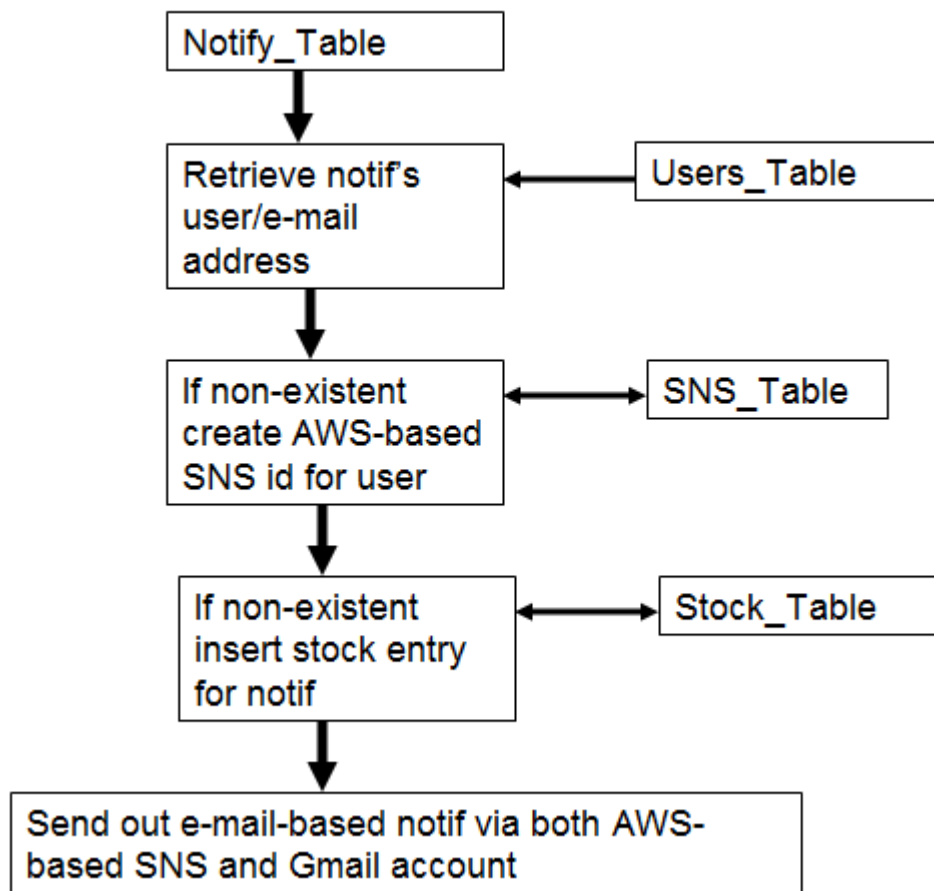 Notify_Table
Retrieve notif's
user/e-mail
address
Users_Table
If non-existent
create AWS-based
SNS id for user
SNS_Table
If non-existent
insert stock entry
for notif
Stock_Table
Send out e-mail-based notif via both AWS-
based SNS and Gmail account